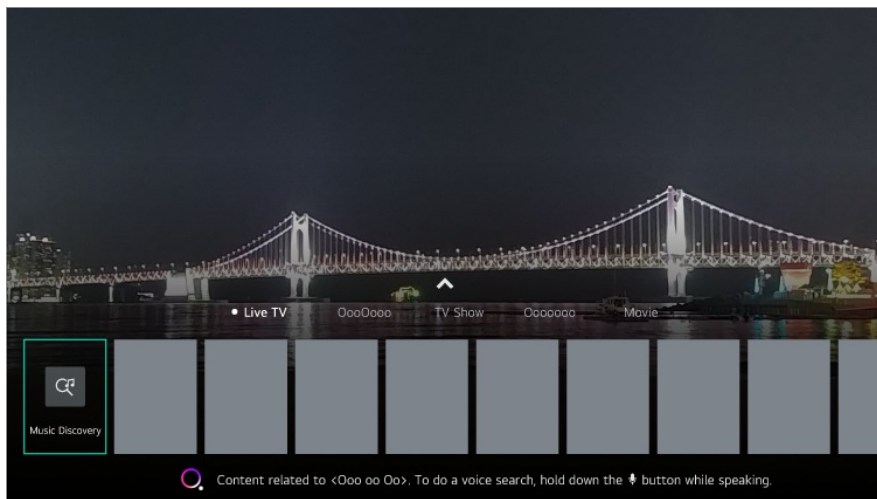 Live TV OooOooo TV Show Ooooooo Movie
Music Discovery
Content related to <Ooo oo Oo>. To do a voice search, hold down the button while speaking.